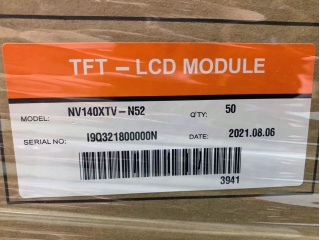 TFT – LCD MODULE
MODEL: NV140XTV – N52 Q'TY: 50
SERIAL NO: I9Q321800000N DATE: 2021.08.06
3941